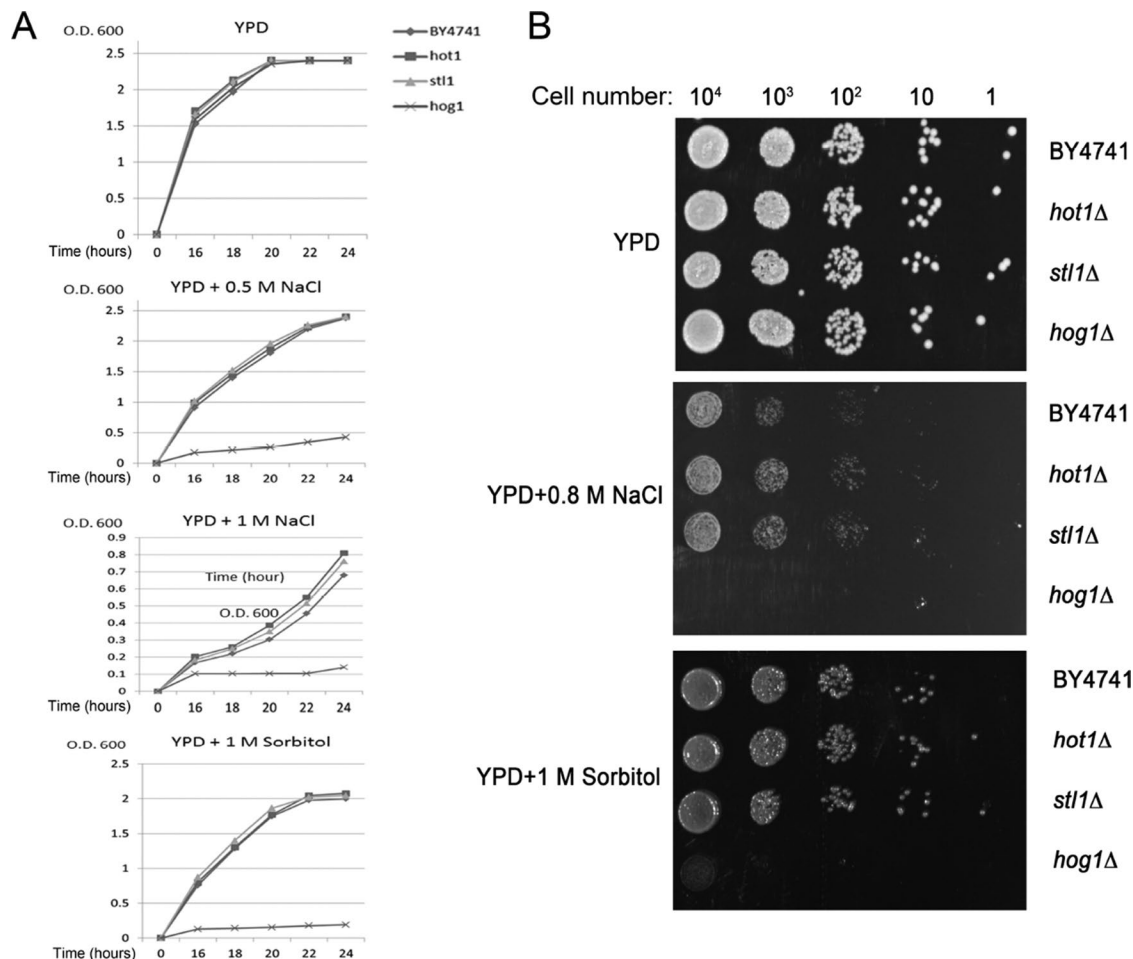 A
O.D. 600
YPD
2.5
2
1.5
1
0.5
0
Time (hours)
0 16 18 20 22 24
BY4741
hot1
stl1
hog1
O.D. 600
YPD + 0.5 M NaCl
2.5
2
1.5
1
0.5
0
Time (hours)
0 16 18 20 22 24
O.D. 600
YPD + 1 M NaCl
0.9
0.8
0.7
0.6
0.5
0.4
0.3
0.2
0.1
0
Time (hour)
O.D. 600
Time (hours)
0 16 18 20 22 24
O.D. 600
YPD + 1 M Sorbitol
2.5
2
1.5
1
0.5
0
Time (hours)
0 16 18 20 22 24
B
Cell number: 10⁴ 10³ 10² 10 1
YPD
BY4741
hot1Δ
stl1Δ
hog1Δ
YPD+0.8 M NaCl
BY4741
hot1Δ
stl1Δ
hog1Δ
YPD+1 M Sorbitol
BY4741
hot1Δ
stl1Δ
hog1Δ